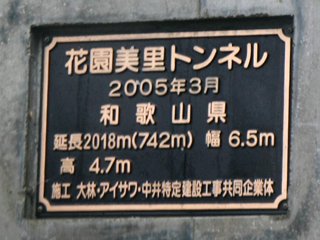 花園美里トンネル
2005年3月
和歌山県
延長2018m(742m) 幅 6.5m
高 4.7m
施工 大林・アイサワ・中井特定建設工事共同企業体